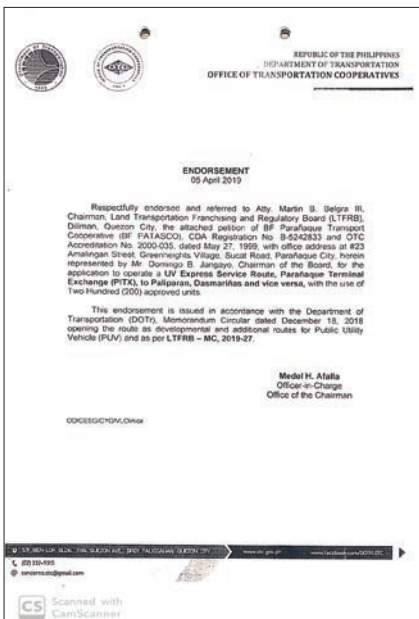 REPUBLIC OF THE PHILIPPINES
DEPARTMENT OF TRANSPORTATION
OFFICE OF TRANSPORTATION COOPERATIVES
ENDORSEMENT
05 April 2019
Respectfully endorsed and referred to Atty. Martin B. Delgra III,
Chairman, Land Transportation Franchising and Regulatory Board (LTFRB),
Diliman, Quezon City, the attached petition of BF Parañaque Transport
Cooperative (BF PATASCO), CDA Registration No. B-5242833 and OTC
Accreditation No. 2000-035, dated May 27, 1999, with office address at #23
Amalingan Street, Greenheights Village, Sucat Road, Parañaque City, herein
represented by Mr. Domingo B. Jangayo, Chairman of the Board, for the
application to operate a UV Express Service Route, Parañaque Terminal
Exchange (PITX), to Paliparan, Dasmariñas and vice versa, with the use of
Two Hundred (200) approved units.
This endorsement is issued in accordance with the Department of
Transportation (DOTr), Memorandum Circular dated December 18, 2018
opening the route as developmental and additional routes for Public Utility
Vehicle (PUV) and as per LTFRB – MC, 2019-27.
Medel H. Afalla
Officer-in-Charge
Office of the Chairman
CS Scanned with
CamScanner